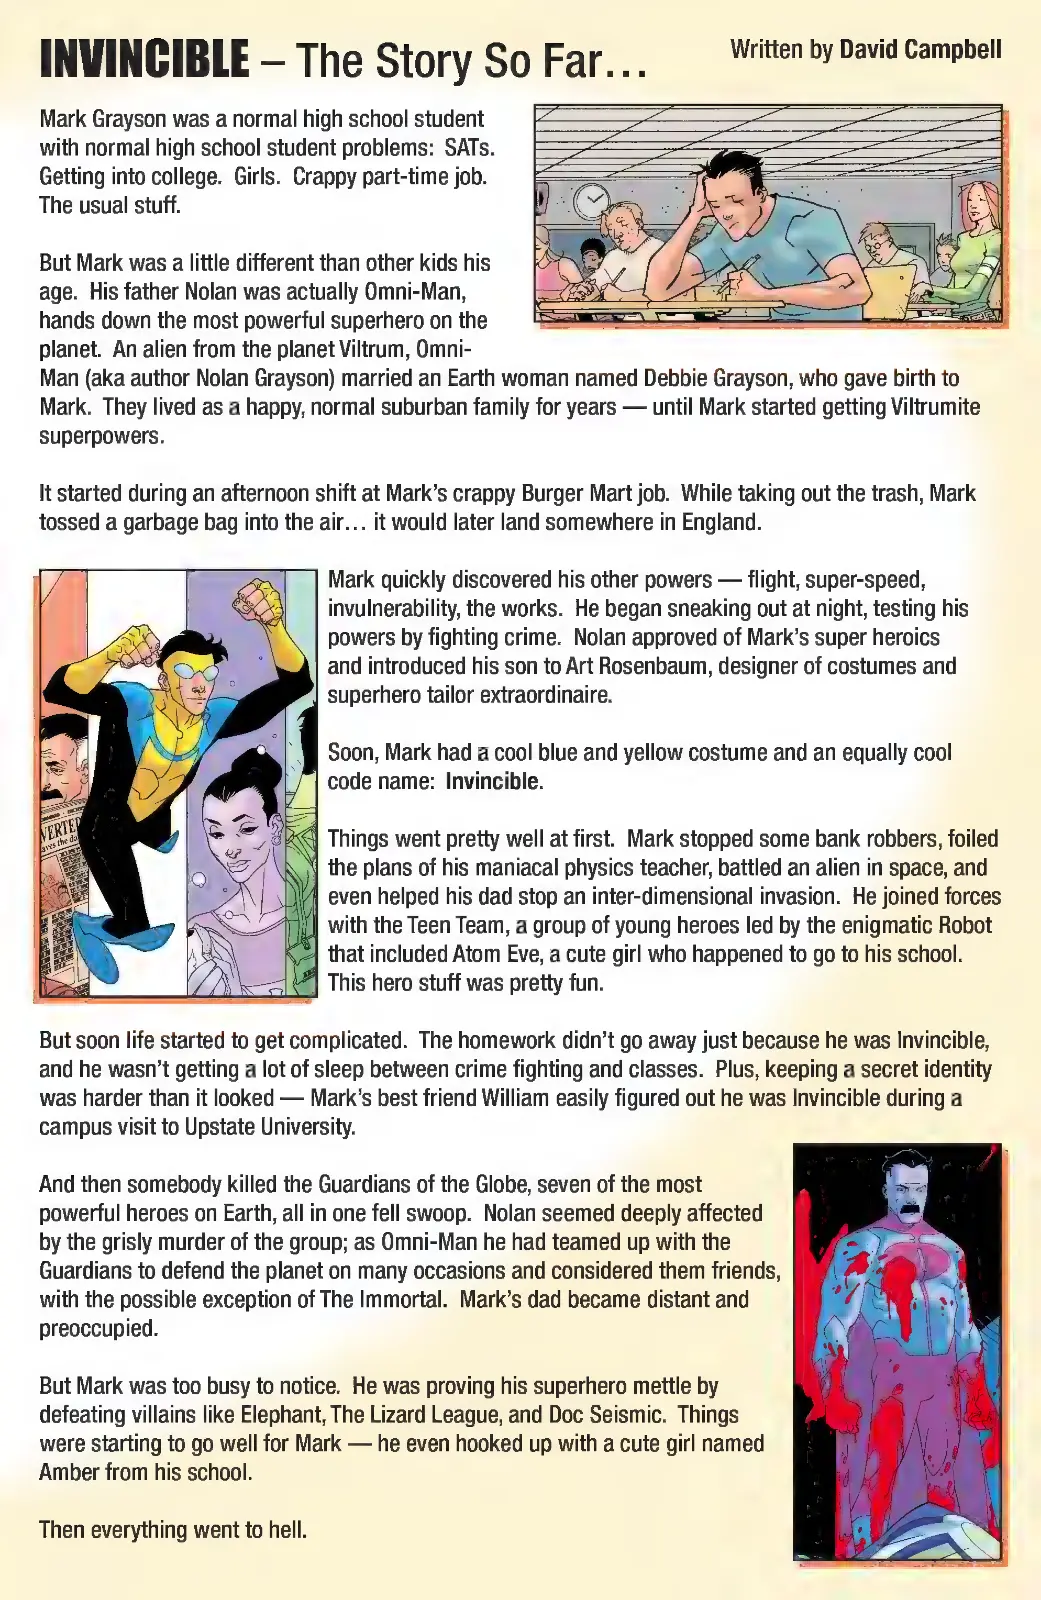 INVINCIBLE – The Story So Far...
Written by David Campbell
Mark Grayson was a normal high school student
with normal high school student problems:  SATs.
Getting into college.  Girls.  Crappy part-time job.
The usual stuff.
But Mark was a little different than other kids his
age.  His father Nolan was actually Omni-Man,
hands down the most powerful superhero on the
planet.  An alien from the planet Viltrum, Omni-
Man (aka author Nolan Grayson) married an Earth woman named Debbie Grayson, who gave birth to
Mark.  They lived as a happy, normal suburban family for years — until Mark started getting Viltrumite
superpowers.
It started during an afternoon shift at Mark's crappy Burger Mart job.  While taking out the trash, Mark
tossed a garbage bag into the air... it would later land somewhere in England.
Mark quickly discovered his other powers — flight, super-speed,
invulnerability, the works.  He began sneaking out at night, testing his
powers by fighting crime.  Nolan approved of Mark's super heroics
and introduced his son to Art Rosenbaum, designer of costumes and
superhero tailor extraordinaire.
Soon, Mark had a cool blue and yellow costume and an equally cool
code name:  Invincible.
Things went pretty well at first.  Mark stopped some bank robbers, foiled
the plans of his maniacal physics teacher, battled an alien in space, and
even helped his dad stop an inter-dimensional invasion.  He joined forces
with the Teen Team, a group of young heroes led by the enigmatic Robot
that included Atom Eve, a cute girl who happened to go to his school.
This hero stuff was pretty fun.
But soon life started to get complicated.  The homework didn't go away just because he was Invincible,
and he wasn't getting a lot of sleep between crime fighting and classes.  Plus, keeping a secret identity
was harder than it looked — Mark's best friend William easily figured out he was Invincible during a
campus visit to Upstate University.
And then somebody killed the Guardians of the Globe, seven of the most
powerful heroes on Earth, all in one fell swoop.  Nolan seemed deeply affected
by the grisly murder of the group; as Omni-Man he had teamed up with the
Guardians to defend the planet on many occasions and considered them friends,
with the possible exception of The Immortal.  Mark's dad became distant and
preoccupied.
But Mark was too busy to notice.  He was proving his superhero mettle by
defeating villains like Elephant, The Lizard League, and Doc Seismic.  Things
were starting to go well for Mark — he even hooked up with a cute girl named
Amber from his school.
Then everything went to hell.